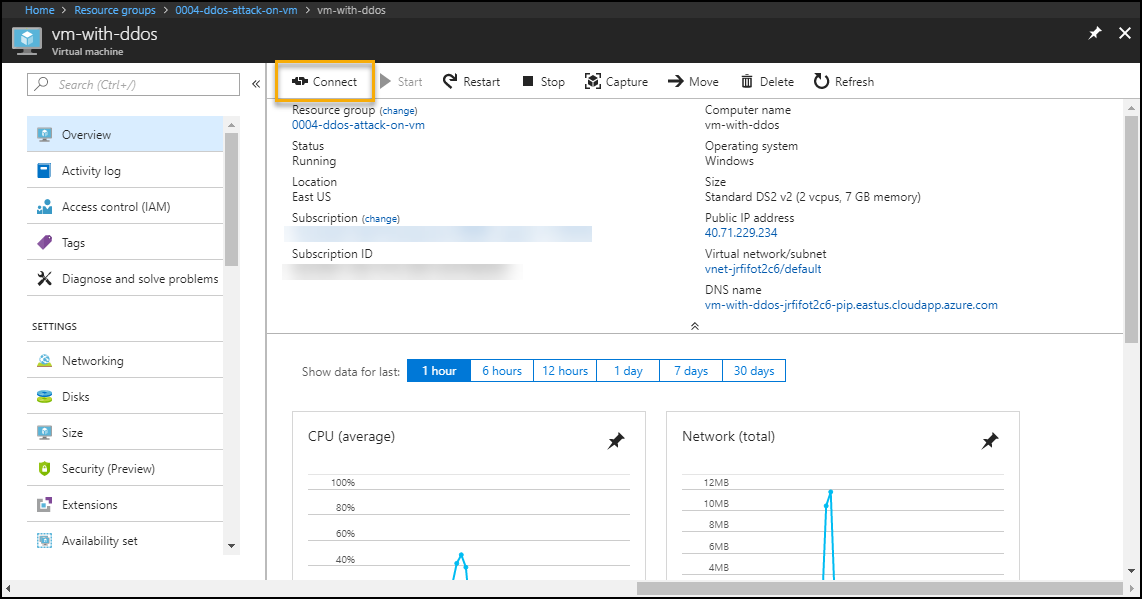 Home > Resource groups > 0004-ddos-attack-on-vm > vm-with-ddos
vm-with-ddos
Virtual machine
Search (Ctrl+/)
«
Connect Start Restart Stop Capture Move Delete Refresh
Overview
Activity log
Access control (IAM)
Tags
Diagnose and solve problems
SETTINGS
Networking
Disks
Size
Security (Preview)
Extensions
Availability set
Resource group (change)
0004-ddos-attack-on-vm
Status
Running
Location
East US
Subscription (change)
Subscription ID
Computer name
vm-with-ddos
Operating system
Windows
Size
Standard DS2 v2 (2 vcpus, 7 GB memory)
Public IP address
40.71.229.234
Virtual network/subnet
vnet-jrfifot2c6/default
DNS name
vm-with-ddos-jrfifot2c6-pip.eastus.cloudapp.azure.com
Show data for last: 1 hour 6 hours 12 hours 1 day 7 days 30 days
CPU (average)
100%
80%
60%
40%
Network (total)
12MB
10MB
8MB
6MB
4MB